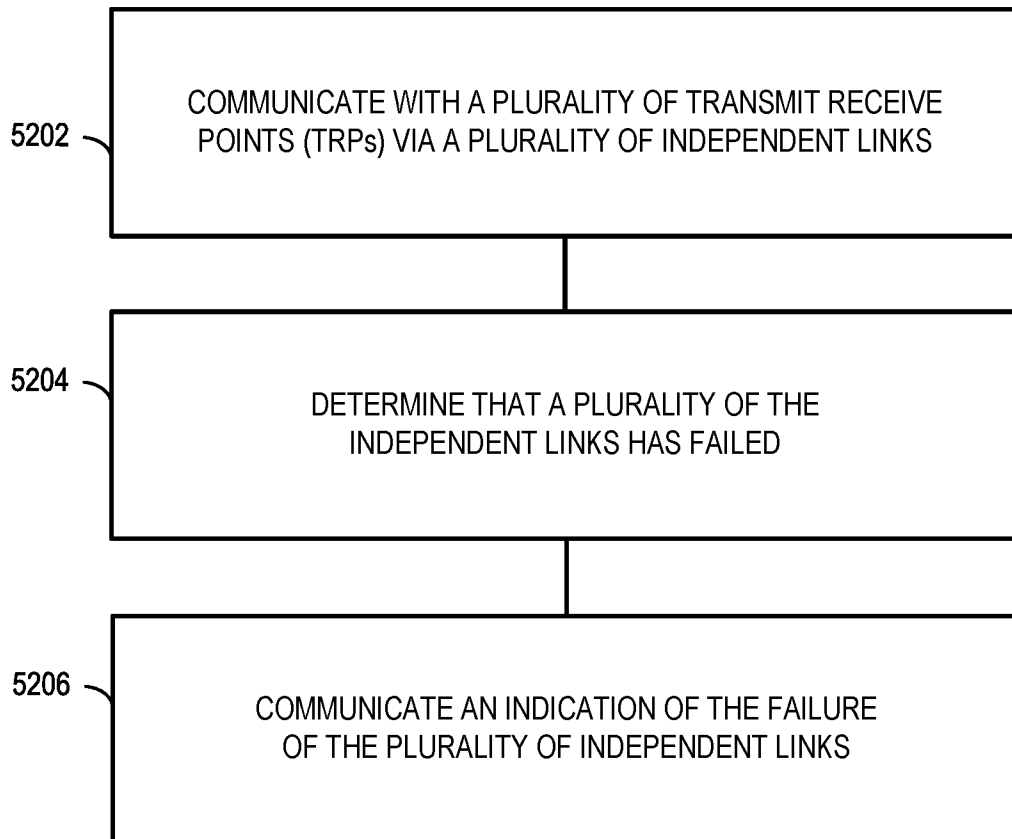 5202
COMMUNICATE WITH A PLURALITY OF TRANSMIT RECEIVE
POINTS (TRPs) VIA A PLURALITY OF INDEPENDENT LINKS
5204
DETERMINE THAT A PLURALITY OF THE
INDEPENDENT LINKS HAS FAILED
5206
COMMUNICATE AN INDICATION OF THE FAILURE
OF THE PLURALITY OF INDEPENDENT LINKS